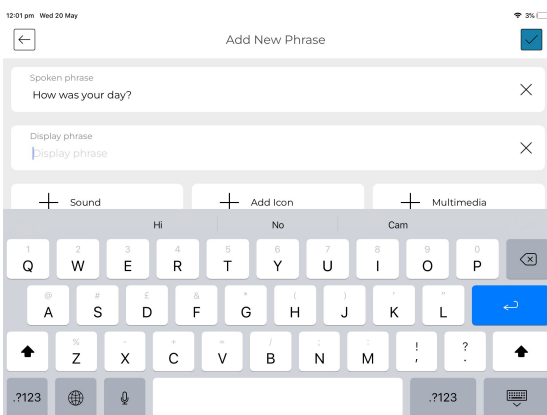 12:01 pm Wed 20 May
3%
Add New Phrase
Spoken phrase
How was your day?
Display phrase
Display phrase
Sound Add Icon Multimedia
Hi No Cam
1 2 3 4 5 6 7 8 9 0
Q W E R T Y U I O P
@ # £ & * ( ) ' "
A S D F G H J K L
% - + = / ; : ! ?
Z X C V B N M , .
.?123 .?123